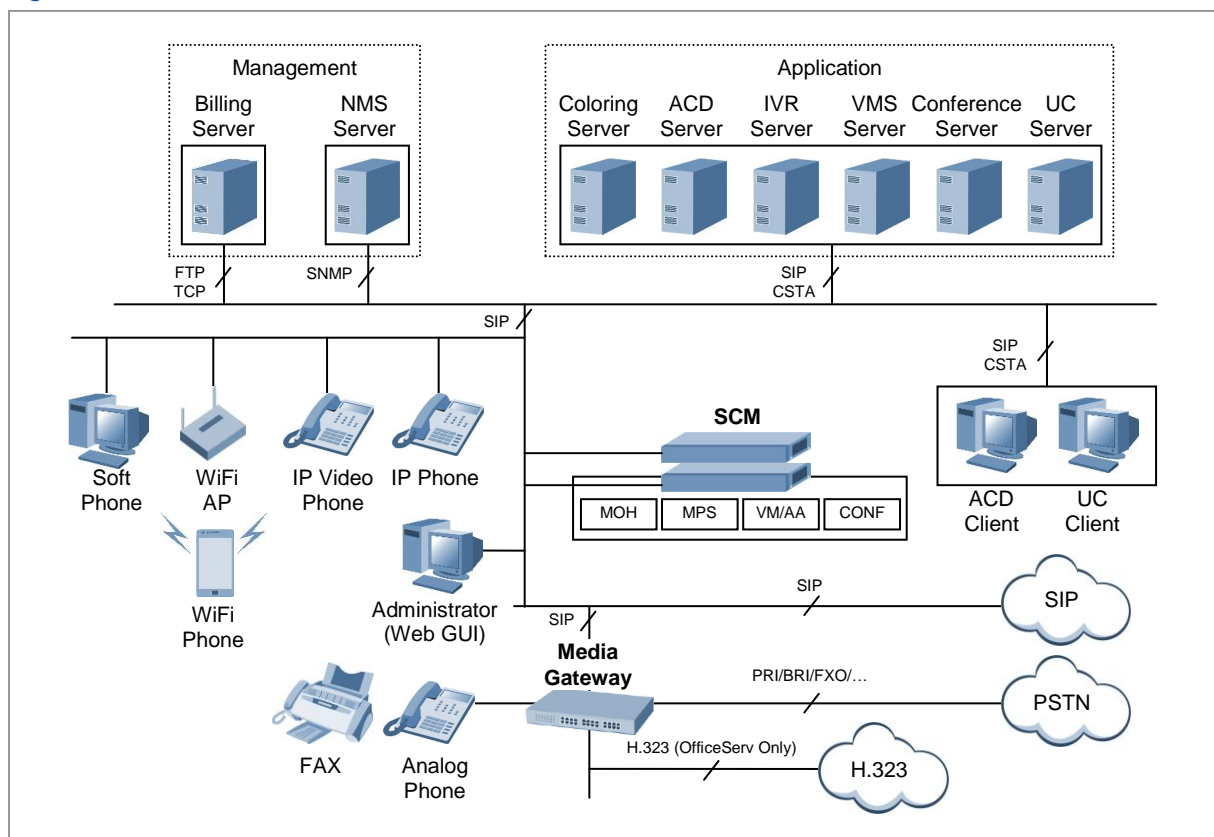 Management
Application
Billing
Server
NMS
Server
Coloring
Server
ACD
Server
IVR
Server
VMS
Server
Conference
Server
UC
Server
FTP
TCP
SNMP
SIP
CSTA
SIP
SIP
CSTA
Soft
Phone
WiFi
AP
IP Video
Phone
IP Phone
SCM
MOH
MPS
VM/AA
CONF
ACD
Client
UC
Client
WiFi
Phone
Administrator
(Web GUI)
SIP
SIP
SIP
Media
Gateway
PRI/BRI/FXO/…
PSTN
FAX
Analog
Phone
H.323 (OfficeServ Only)
H.323